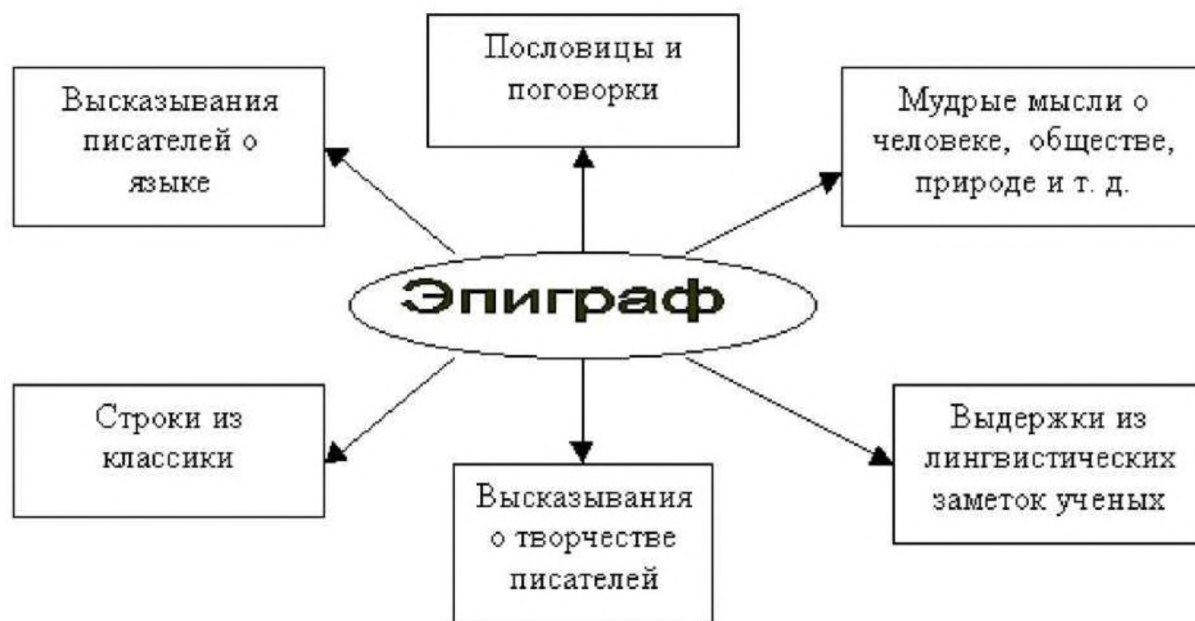 Пословицы и
поговорки
Высказывания
писателей о
языке
Мудрые мысли о
человеке, обществе,
природе и т. д.
Эпиграф
Строки из
классики
Высказывания
о творчестве
писателей
Выдержки из
лингвистических
заметок ученых